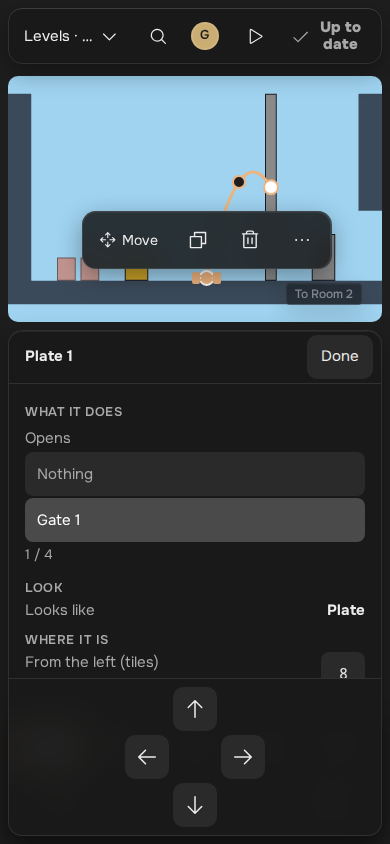 Levels · ...
G
Up to
date
Move
To Room 2
Plate 1
Done
WHAT IT DOES
Opens
Nothing
Gate 1
1 / 4
LOOK
Looks like
Plate
WHERE IT IS
From the left (tiles)
8